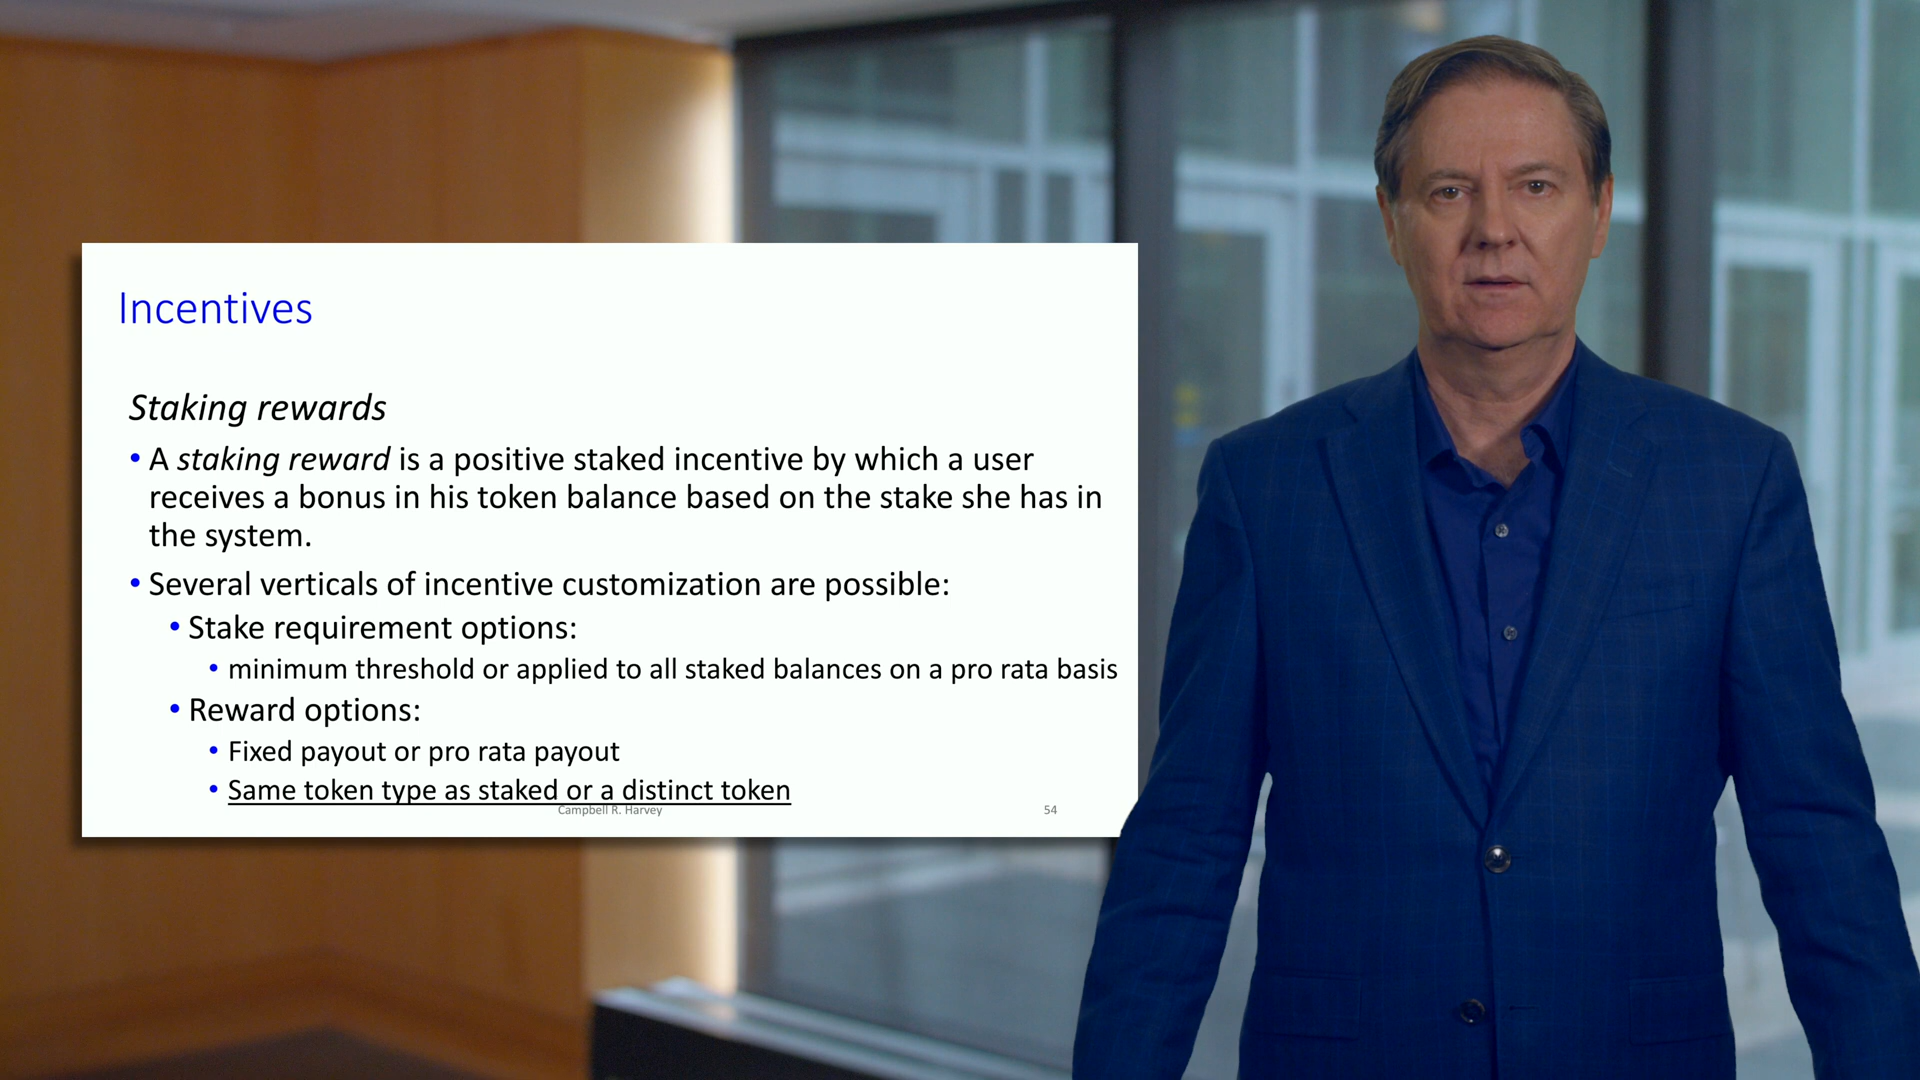 Incentives
Staking rewards
• A staking reward is a positive staked incentive by which a user
receives a bonus in his token balance based on the stake she has in
the system.
• Several verticals of incentive customization are possible:
• Stake requirement options:
• minimum threshold or applied to all staked balances on a pro rata basis
• Reward options:
• Fixed payout or pro rata payout
• Same token type as staked or a distinct token
Campbell R. Harvey
54